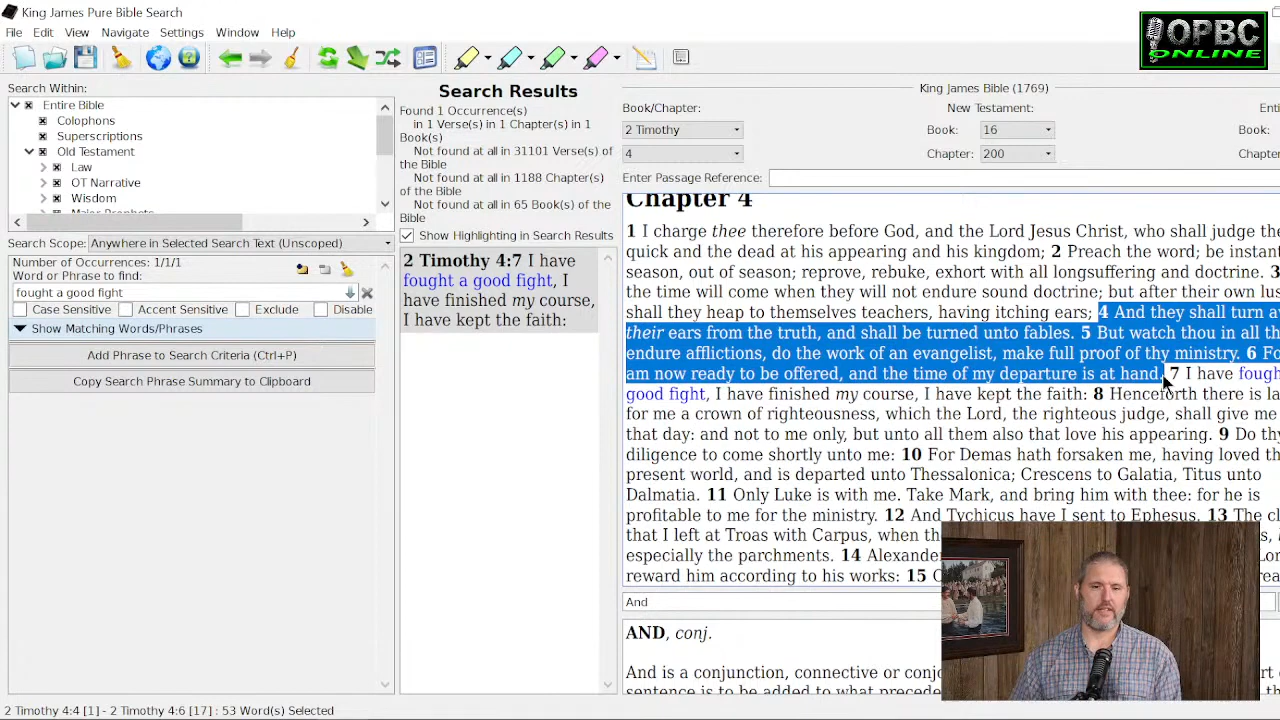 King James Pure Bible Search
OPBC
ONLINE
File Edit View Navigate Settings Window Help
Search Within:
Entire Bible
Colophons
Superscriptions
Old Testament
Law
OT Narrative
Wisdom
Major Prophets
Search Scope: Anywhere in Selected Search Text (Unscoped)
Number of Occurrences: 1/1/1
Word or Phrase to find:
fought a good fight
Case Sensitive Accent Sensitive Exclude Disable
Show Matching Words/Phrases
Add Phrase to Search Criteria (Ctrl+P)
Copy Search Phrase Summary to Clipboard
Search Results
Found 1 Occurrence(s)
in 1 Verse(s) in 1 Chapter(s) in 1
Book(s)
Not found at all in 31101 Verse(s) of
the Bible
Not found at all in 1188 Chapter(s)
of the Bible
Not found at all in 65 Book(s) of the
Bible
Show Highlighting in Search Results
2 Timothy 4:7 I have
fought a good fight, I
have finished my course,
I have kept the faith:
King James Bible (1769)
Book/Chapter: New Testament: Enti
2 Timothy Book: 16 Book:
4 Chapter: 200 Chapte
Enter Passage Reference:
Chapter 4
1 I charge thee therefore before God, and the Lord Jesus Christ, who shall judge the
quick and the dead at his appearing and his kingdom; 2 Preach the word; be instan
season, out of season; reprove, rebuke, exhort with all longsuffering and doctrine. 3
the time will come when they will not endure sound doctrine; but after their own lus
shall they heap to themselves teachers, having itching ears; 4 And they shall turn a
their ears from the truth, and shall be turned unto fables. 5 But watch thou in all th
endure afflictions, do the work of an evangelist, make full proof of thy ministry. 6 Fo
am now ready to be offered, and the time of my departure is at hand. 7 I have fough
good fight, I have finished my course, I have kept the faith: 8 Henceforth there is la
for me a crown of righteousness, which the Lord, the righteous judge, shall give me
that day: and not to me only, but unto all them also that love his appearing. 9 Do th
diligence to come shortly unto me: 10 For Demas hath forsaken me, having loved th
present world, and is departed unto Thessalonica; Crescens to Galatia, Titus unto
Dalmatia. 11 Only Luke is with me. Take Mark, and bring him with thee: for he is
profitable to me for the ministry. 12 And Tychicus have I sent to Ephesus. 13 The cl
that I left at Troas with Carpus, when th
especially the parchments. 14 Alexander
reward him according to his works: 15
And
AND, conj.
And is a conjunction, connective or conj
sentence is to be added to what precede
2 Timothy 4:4 [1] - 2 Timothy 4:6 [17] : 53 Word(s) Selected